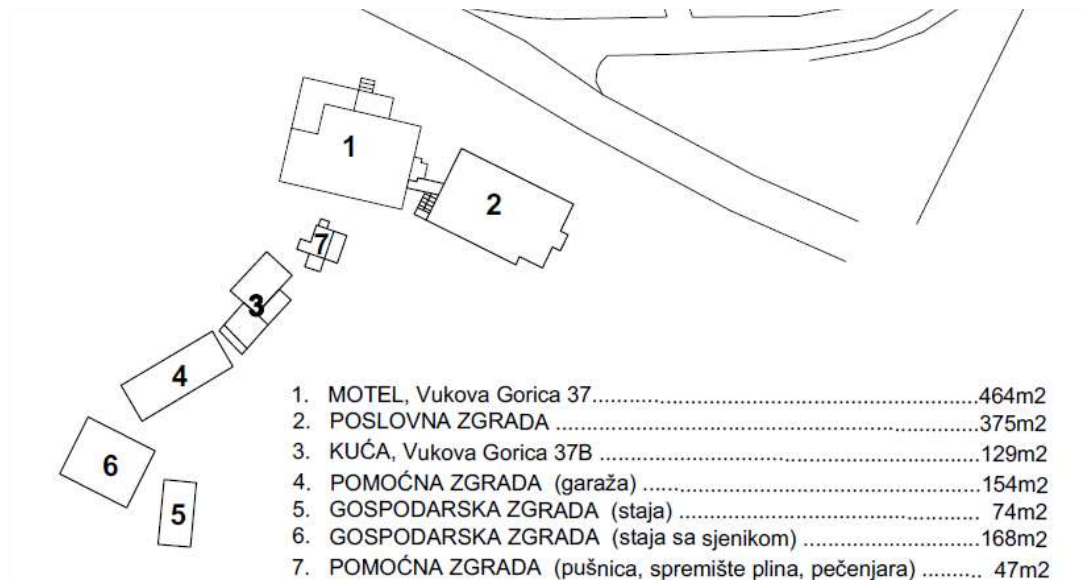 1
2
7
3
4
6
5
1. MOTEL, Vukova Gorica 37..........................................................464m2
2. POSLOVNA ZGRADA ................................................................375m2
3. KUĆA, Vukova Gorica 37B ..........................................................129m2
4. POMOĆNA ZGRADA (garaža) ....................................................154m2
5. GOSPODARSKA ZGRADA (staja) ............................................... 74m2
6. GOSPODARSKA ZGRADA (staja sa sjenikom) ...........................168m2
7. POMOĆNA ZGRADA (pušnica, spremište plina, pečenjara) .......... 47m2